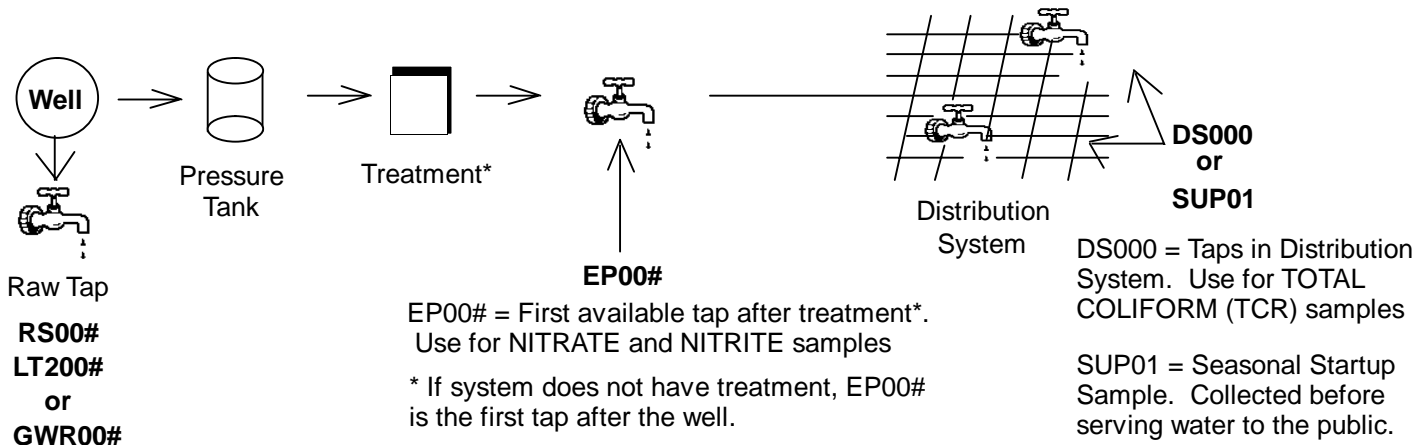 Well
Raw Tap
RS00#
LT200#
or
GWR00#
Pressure
Tank
Treatment*
EP00#
EP00# = First available tap after treatment*.
Use for NITRATE and NITRITE samples
* If system does not have treatment, EP00#
is the first tap after the well.
Distribution
System
DS000
or
SUP01
DS000 = Taps in Distribution
System. Use for TOTAL
COLIFORM (TCR) samples
SUP01 = Seasonal Startup
Sample. Collected before
serving water to the public.